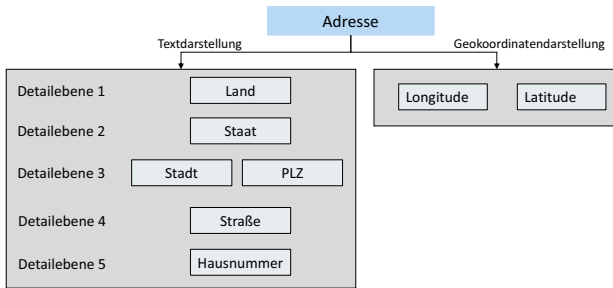 Adresse
Textdarstellung
Geokoordinatendarstellung
Detailebene 1
Land
Longitude
Latitude
Detailebene 2
Staat
Detailebene 3
Stadt
PLZ
Detailebene 4
Straße
Detailebene 5
Hausnummer